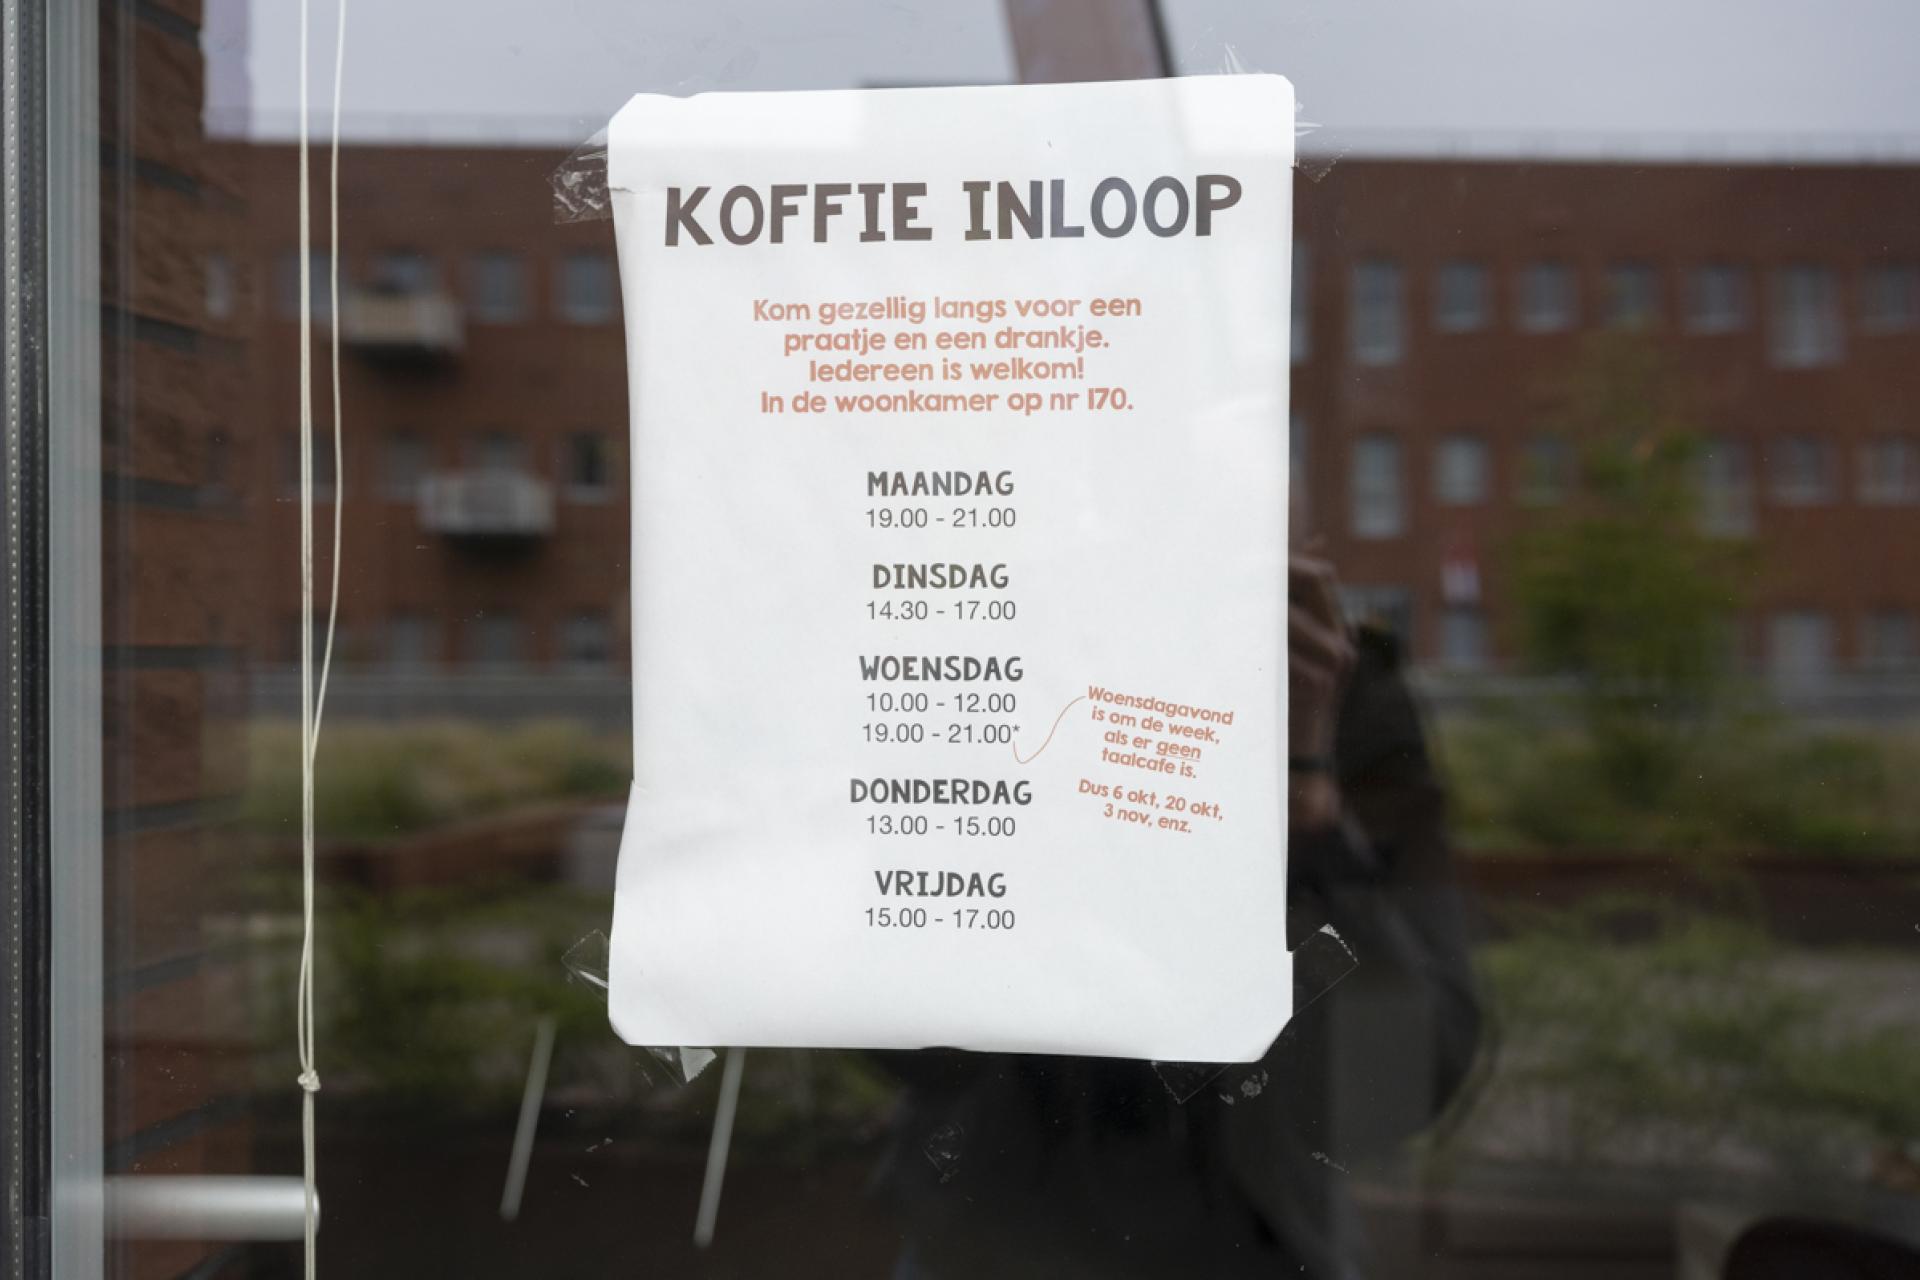 KOFFIE INLOOP
Kom gezellig langs voor een
praatje en een drankje.
Iedereen is welkom!
In de woonkamer op nr 170.
MAANDAG
19.00 - 21.00
DINSDAG
14.30 - 17.00
WOENSDAG
10.00 - 12.00
19.00 - 21.00*
Woensdagavond
is om de week,
als er geen
taalcafe is.
Dus 6 okt, 20 okt,
3 nov, enz.
DONDERDAG
13.00 - 15.00
VRIJDAG
15.00 - 17.00